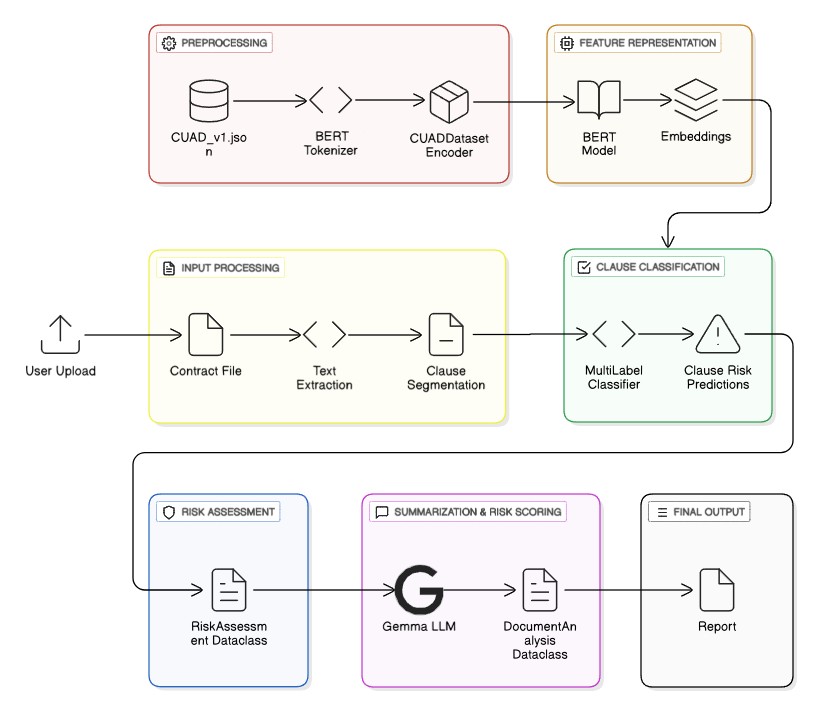 PREPROCESSING
CUAD_v1.jso
n
BERT
Tokenizer
CUADDataset
Encoder
FEATURE REPRESENTATION
BERT
Model
Embeddings
User Upload
INPUT PROCESSING
Contract File
Text
Extraction
Clause
Segmentation
CLAUSE CLASSIFICATION
MultiLabel
Classifier
Clause Risk
Predictions
RISK ASSESSMENT
RiskAssessm
ent Dataclass
SUMMARIZATION & RISK SCORING
Gemma LLM
DocumentAn
alysis
Dataclass
FINAL OUTPUT
Report